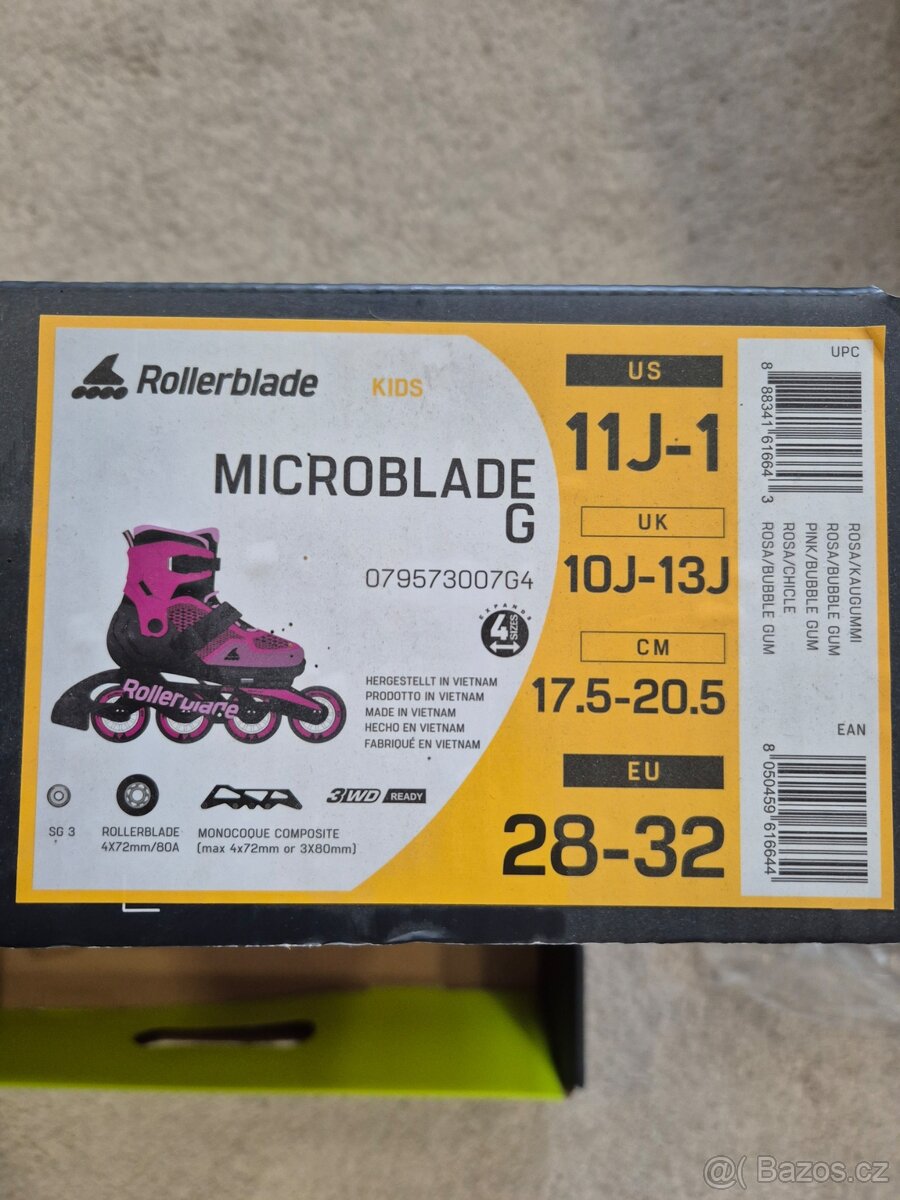 Rollerblade
KIDS
MICROBLADE
G
079573007G4
EXPANDS
4
SIZES
HERGESTELLT IN VIETNAM
PRODOTTO IN VIETNAM
MADE IN VIETNAM
HECHO EN VIETNAM
FABRIQUÉ EN VIETNAM
Rollerblade
SG 3
ROLLERBLADE
4X72mm/80A
MONOCOQUE COMPOSITE
(max 4x72mm or 3X80mm)
3WD READY
US
11J-1
UK
10J-13J
CM
17.5-20.5
EU
28-32
UPC
8 88341 61664 3
ROSA/KAUGUMMI
ROSA/BUBBLE GUM
PINK/BUBBLE GUM
ROSA/CHICLE
ROSA/BUBBLE GUM
EAN
8 050459 616644
@( Bazos.cz